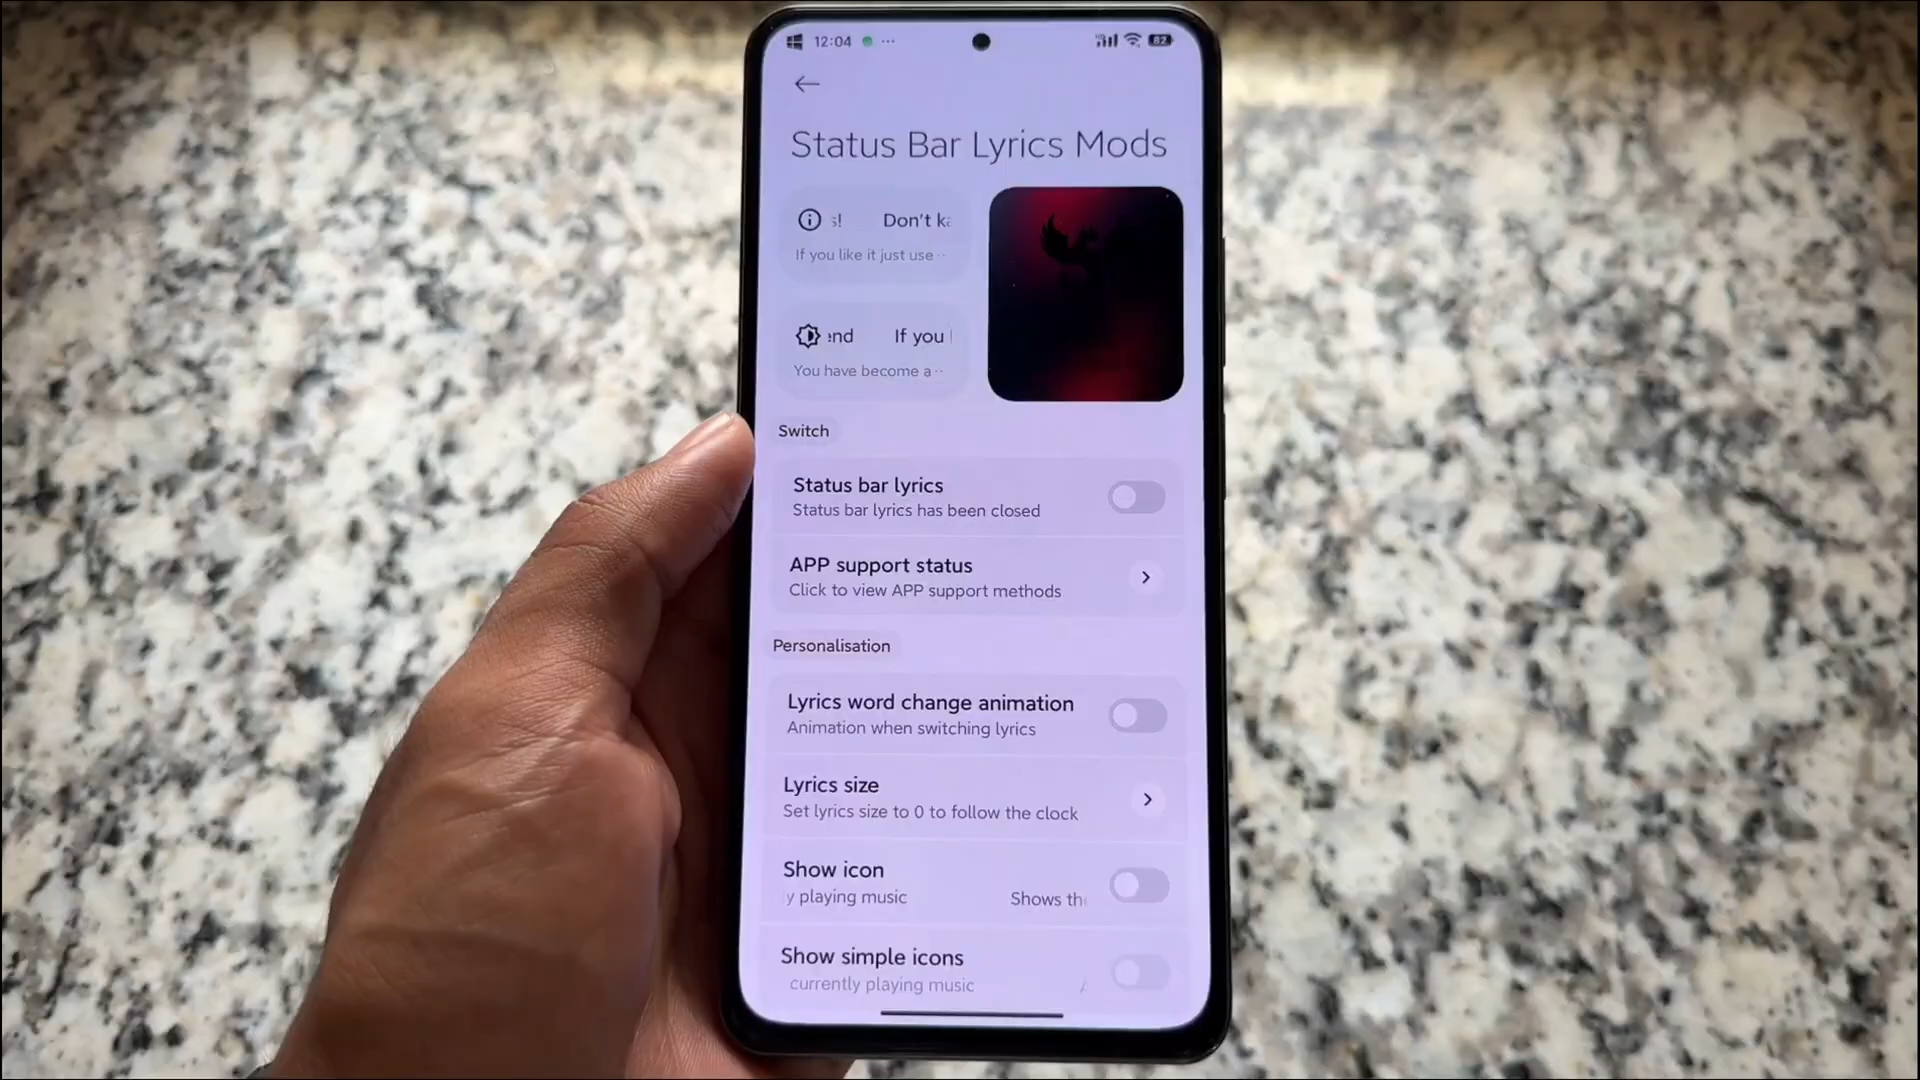 12:04
82
Status Bar Lyrics Mods
s! Don't
If you like it just use ··
If you
You have become a ··
Switch
Status bar lyrics
Status bar lyrics has been closed
APP support status
Click to view APP support methods
Personalisation
Lyrics word change animation
Animation when switching lyrics
Lyrics size
Set lyrics size to 0 to follow the clock
Show icon
y playing music Shows
Show simple icons
currently playing music